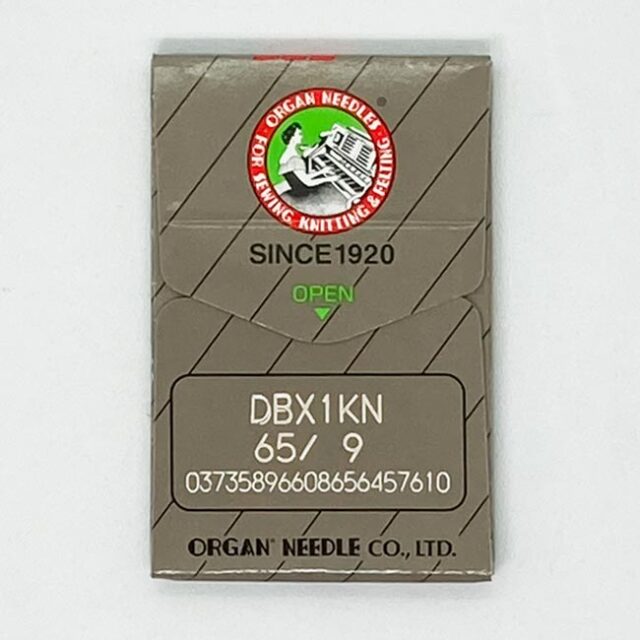 ORGAN NEEDLES
· FOR SEWING, KNITTING & FELTING ·
SINCE1920
OPEN
DBX1KN
65/ 9
03735896608656457610
ORGAN® NEEDLE CO., LTD.